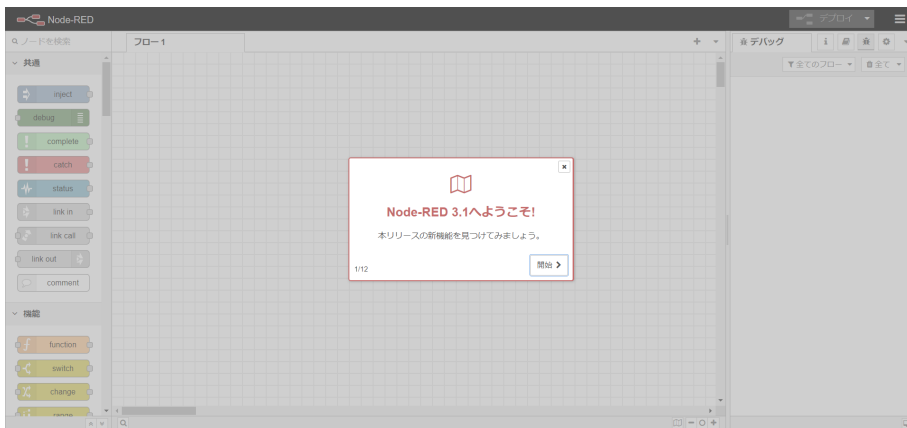 Node-RED
デプロイ
ノードを検索
フロー 1
デバッグ
共通
全てのフロー
全て
inject
debug
complete
catch
status
link in
link call
link out
comment
機能
function
switch
change
range
Node-RED 3.1へようこそ!
本リリースの新機能を見つけてみましょう。
1/12
開始